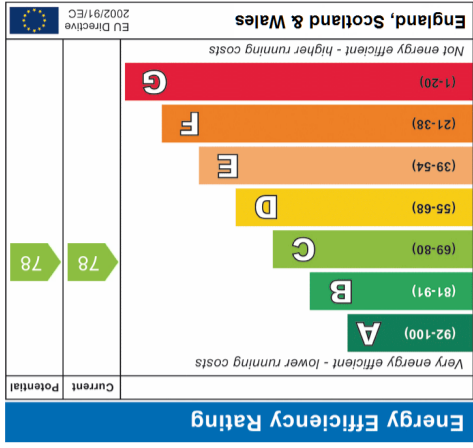 Energy Efficiency Rating
Current Potential
Very energy efficient - lower running costs
(92-100) A
(81-91) B
(69-80) C 78 78
(55-68) D
(39-54) E
(21-38) F
(1-20) G
Not energy efficient - higher running costs
England, Scotland & Wales
EU Directive
2002/91/EC